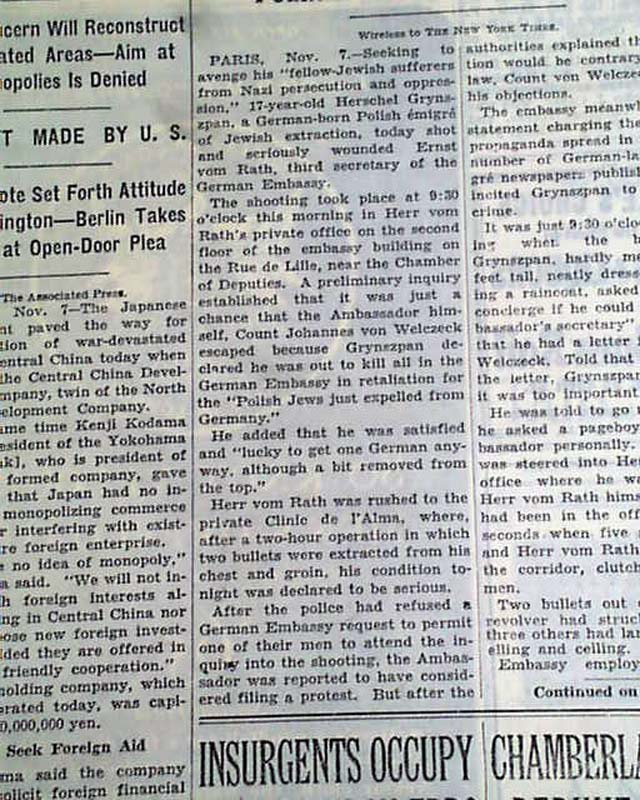 cern Will Reconstruct
ated Areas—Aim at
opolies Is Denied
T MADE BY U. S.
ote Set Forth Attitude
ington—Berlin Takes
at Open-Door Plea
The Associated Press.
Nov. 7—The Japanese
nt paved the way for
tion of war-devastated
entral China today when
the Central China Devel-
mpany, twin of the North
elopment Company.
ame time Kenji Kodama
esident of the Yokohama
ak], who is president of
formed company, gave
that Japan had no in-
monopolizing commerce
r interfering with exist-
re foreign enterprise.
e no idea of monopoly,"
a said. "We will not in-
h foreign interests al-
ng in Central China nor
ose new foreign invest-
ded they are offered in
friendly cooperation."
holding company, which
erated today, was capi-
0,000,000 yen.
Seek Foreign Aid
ma said the company
olicit foreign financial
Wireless to THE NEW YORK TIMES.
PARIS, Nov. 7.—Seeking to
avenge his "fellow-Jewish sufferers
from Nazi persecution and oppres-
sion," 17-year-old Herschel Gryns-
zpan, a German-born Polish émigré
of Jewish extraction, today shot
and seriously wounded Ernst
vom Rath, third secretary of the
German Embassy.
The shooting took place at 9:30
o'clock this morning in Herr vom
Rath's private office on the second
floor of the embassy building on
the Rue de Lille, near the Chamber
of Deputies. A preliminary inquiry
established that it was just a
chance that the Ambassador him-
self, Count Johannes von Welczeck
escaped because Grynszpan de-
clared he was out to kill all in the
German Embassy in retaliation for
the "Polish Jews just expelled from
Germany."
He added that he was satisfied
and "lucky to get one German any-
way, although a bit removed from
the top."
Herr vom Rath was rushed to the
private Clinic de l'Alma, where,
after a two-hour operation in which
two bullets were extracted from his
chest and groin, his condition to-
night was declared to be serious.
After the police had refused a
German Embassy request to permit
one of their men to attend the in-
quiry into the shooting, the Ambas-
sador was reported to have consid-
ered filing a protest. But after the
authorities explained th
tion would be contrary
law, Count von Welcze
his objections.
The embassy meanw
statement charging the
propaganda spread in
number of German-la
gré newspapers publis
incited Grynszpan to
crime.
It was just 9:30 o'clo
ing when the b
Grynszpan, hardly me
feet tall, neatly dress
ing a raincoat, asked
concierge if he could
bassador's secretary"
that he had a letter
Welczeck. Told that
the letter, Grynszpan
it was too important
He was told to go
he asked a pageboy
bassador personally.
was steered into He
office where he wa
Herr vom Rath hims
had been in the off
seconds when five
and Herr vom Rath
the corridor, clutch
men.
Two bullets out
revolver had struc
three others had la
elling and ceiling.
Embassy employ
Continued on
INSURGENTS OCCUPY
CHAMBERLA